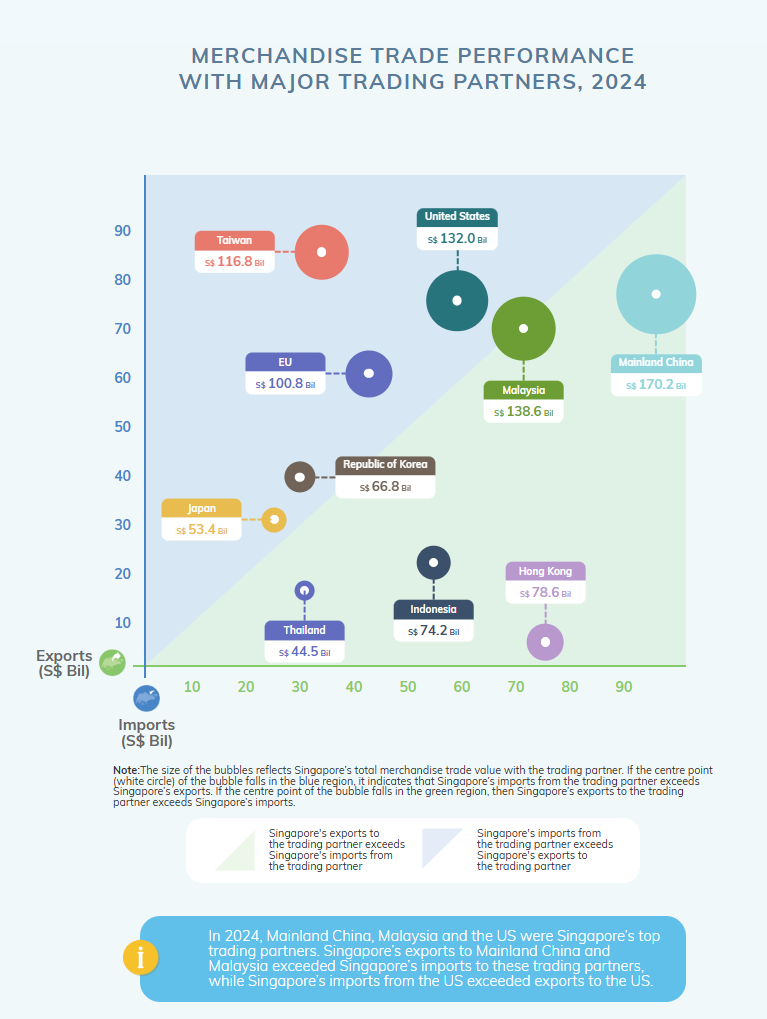 MERCHANDISE TRADE PERFORMANCE
WITH MAJOR TRADING PARTNERS, 2024
United States
S$ 132.0 Bil
Taiwan
S$ 116.8 Bil
Mainland China
S$ 170.2 Bil
EU
S$ 100.8 Bil
Malaysia
S$ 138.6 Bil
Republic of Korea
S$ 66.8 Bil
Japan
S$ 53.4 Bil
Hong Kong
S$ 78.6 Bil
Indonesia
S$ 74.2 Bil
Thailand
S$ 44.5 Bil
90
80
70
60
50
40
30
20
10
Exports
(S$ Bil)
10 20 30 40 50 60 70 80 90
Imports
(S$ Bil)
Note:The size of the bubbles reflects Singapore's total merchandise trade value with the trading partner. If the centre point
(white circle) of the bubble falls in the blue region, it indicates that Singapore's imports from the trading partner exceeds
Singapore's exports. If the centre point of the bubble falls in the green region, then Singapore's exports to the trading
partner exceeds Singapore's imports.
Singapore's exports to
the trading partner exceeds
Singapore's imports from
the trading partner
Singapore's imports from
the trading partner exceeds
Singapore's exports to
the trading partner
i
In 2024, Mainland China, Malaysia and the US were Singapore's top
trading partners. Singapore's exports to Mainland China and
Malaysia exceeded Singapore's imports to these trading partners,
while Singapore's imports from the US exceeded exports to the US.